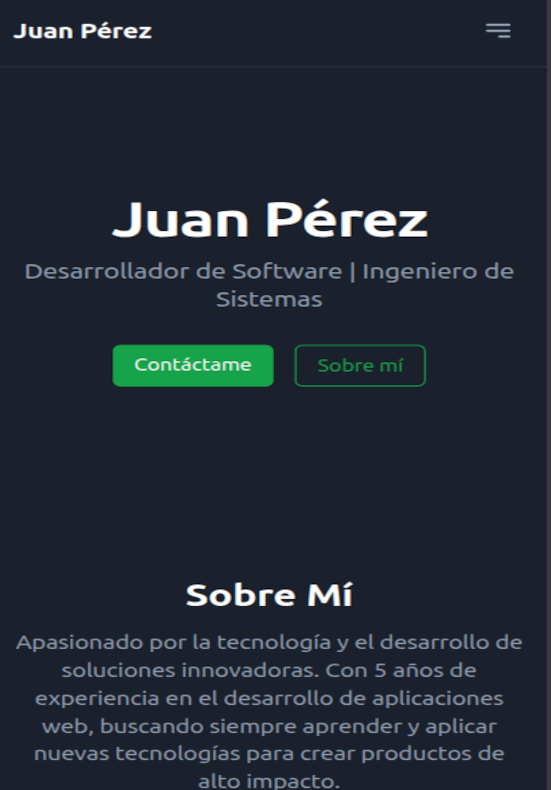 Juan Pérez
Juan Pérez
Desarrollador de Software | Ingeniero de
Sistemas
Contáctame
Sobre mí
Sobre Mí
Apasionado por la tecnología y el desarrollo de
soluciones innovadoras. Con 5 años de
experiencia en el desarrollo de aplicaciones
web, buscando siempre aprender y aplicar
nuevas tecnologías para crear productos de
alto impacto.